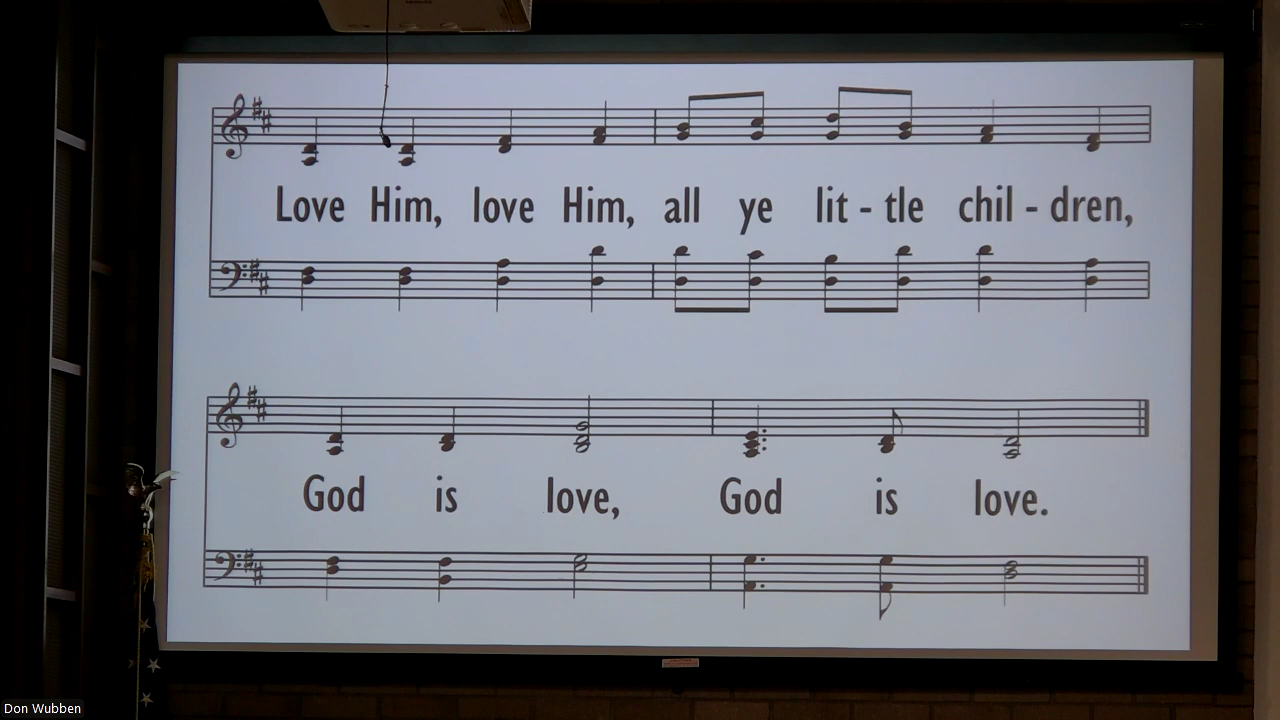 Love Him, love Him, all ye lit - tle chil - dren,
God is love, God is love.
Don Wubben